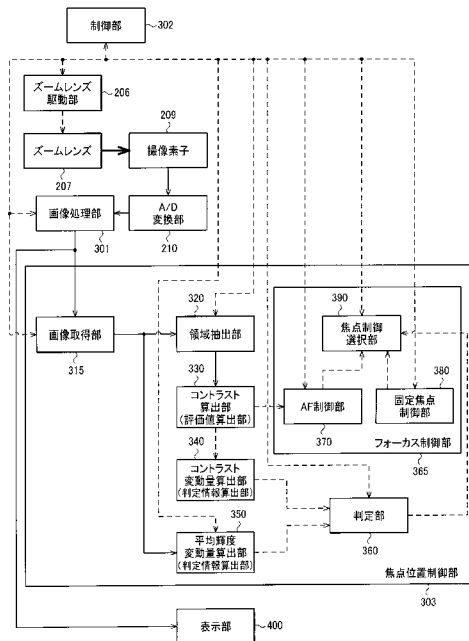 制御部
302
ズームレンズ
駆動部
206
209
ズームレンズ
撮像素子
207
画像処理部
A/D
変換部
301
210
320
390
画像取得部
領域抽出部
焦点制御
選択部
315
330
380
コントラスト
算出部
(評価値算出部)
AF制御部
固定焦点
制御部
370
340
フォーカス制御部
コントラスト
変動量算出部
(判定情報算出部)
365
350
判定部
平均輝度
変動量算出部
(判定情報算出部)
360
焦点位置制御部
303
表示部
400